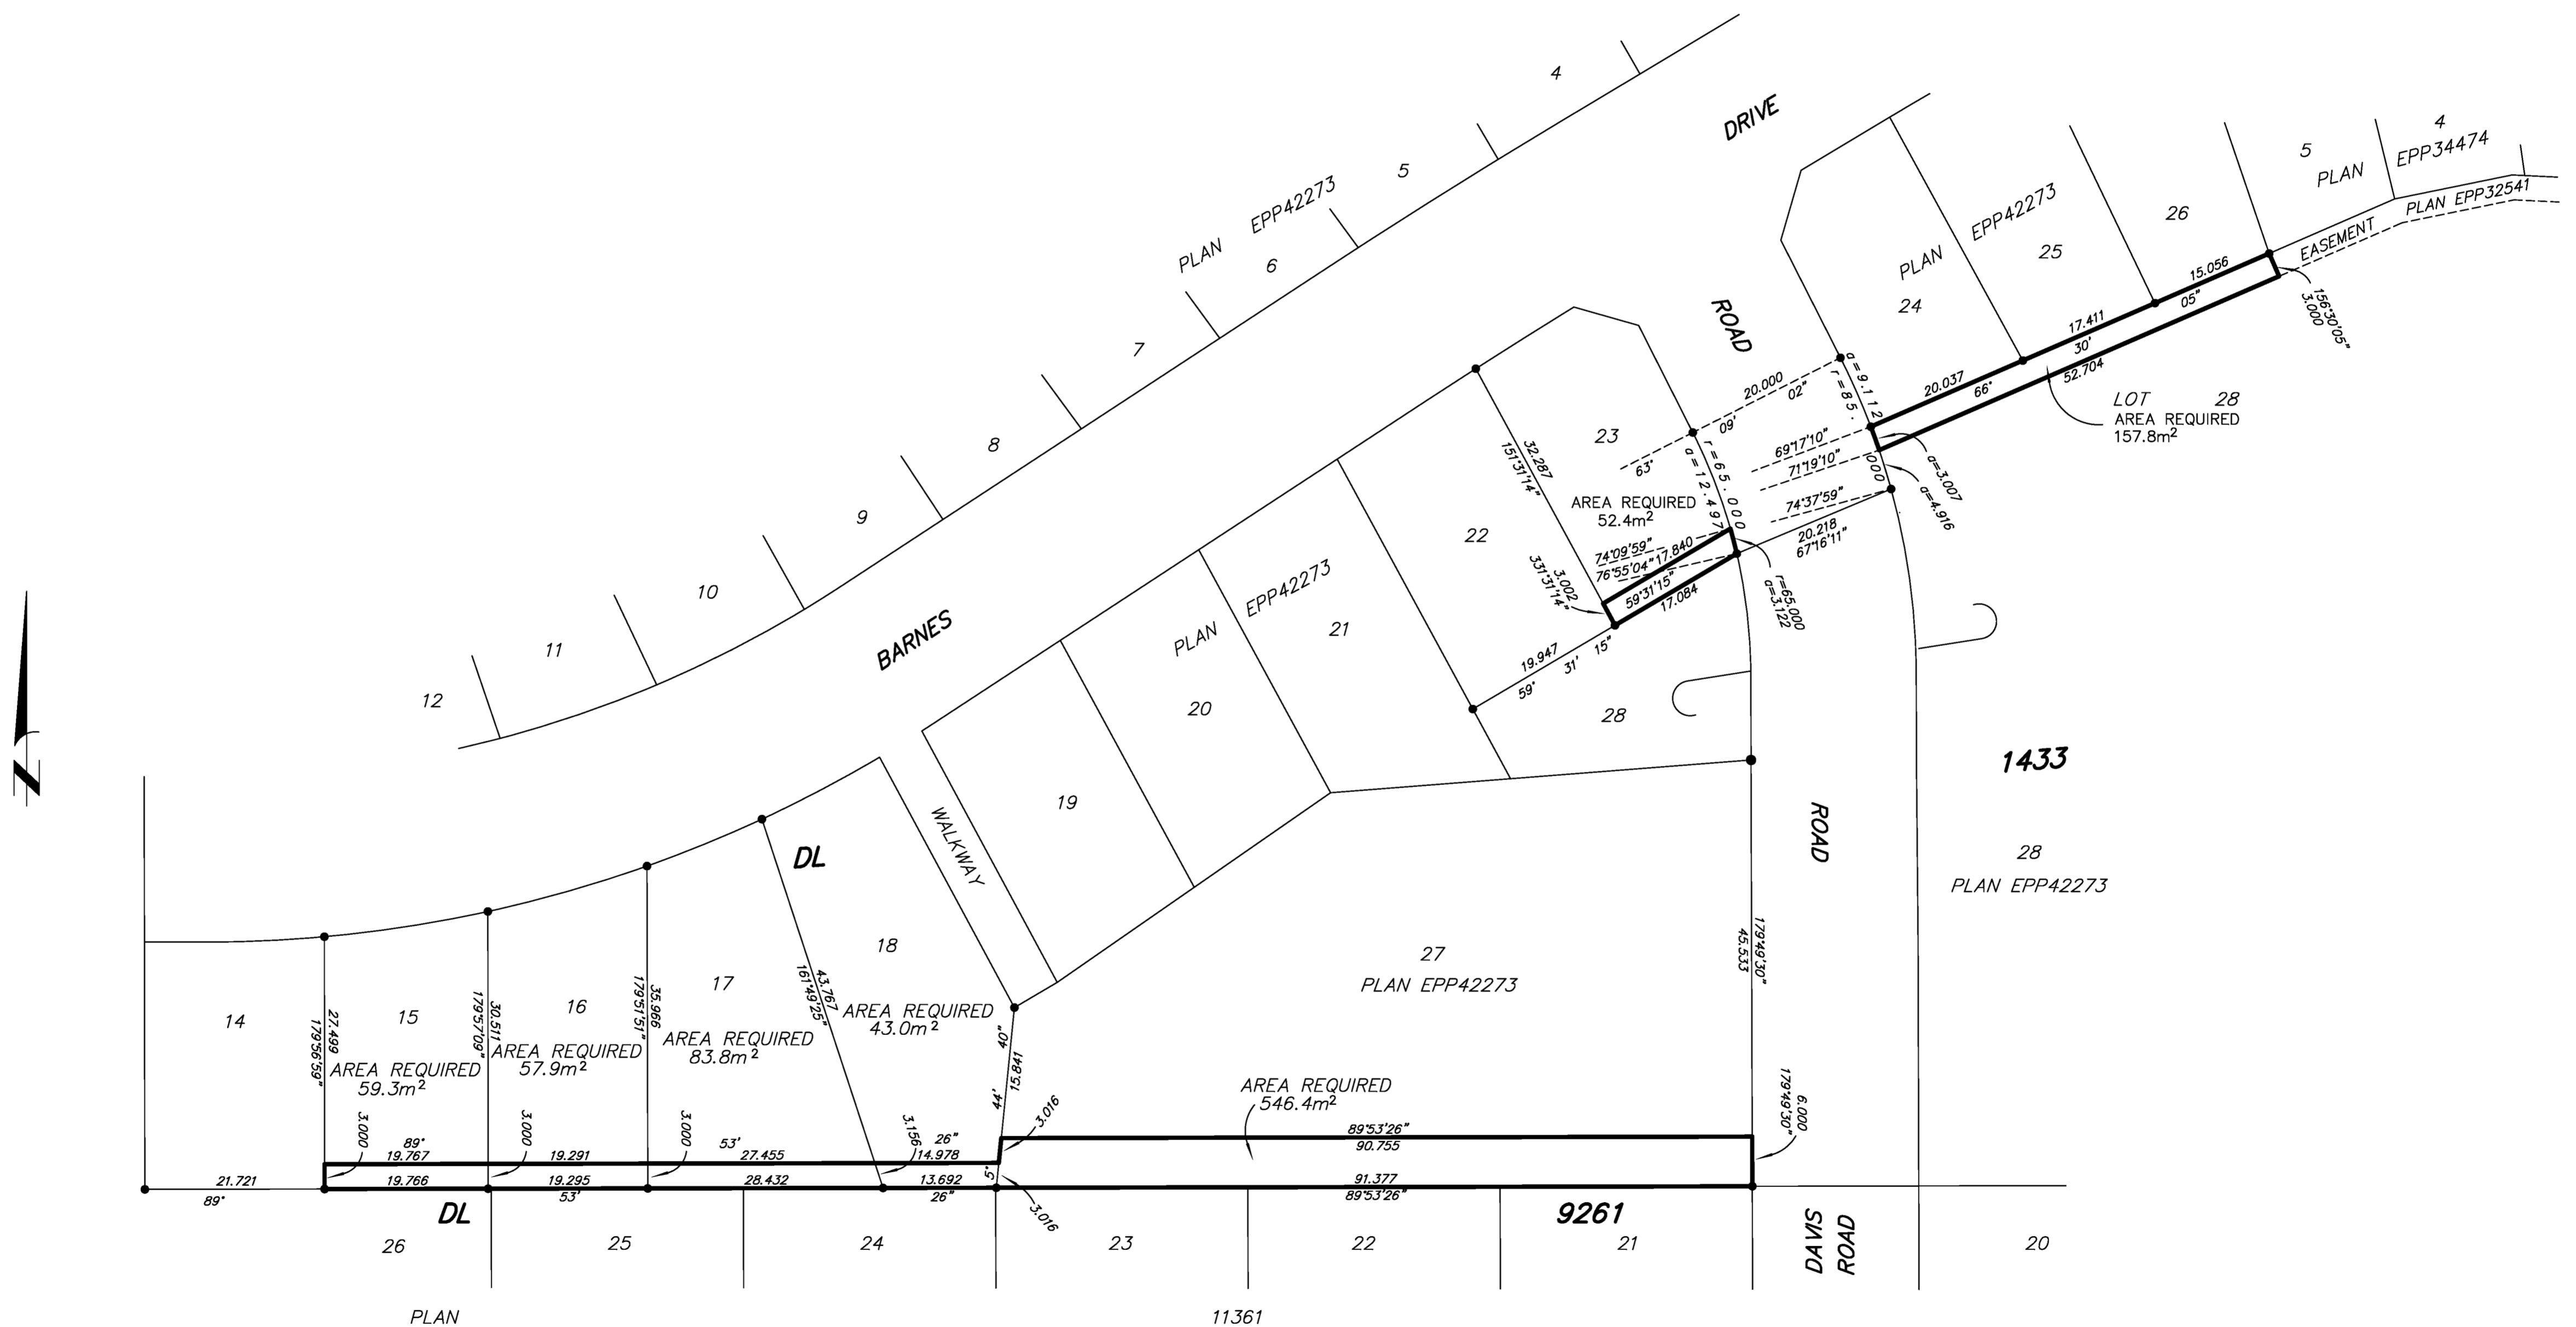 4
DRIVE
5
PLAN EPP42273
6
7
8
9
10
11
12
BARNES
ROAD
4
EPP34474
5
PLAN
PLAN EPP32541
EASEMENT
26
EPP42273
25
PLAN
24
15.056
05"
156°30'05"
3.000
17.411
30'
52.704
20.037
66°
LOT 28
AREA REQUIRED
157.8m²
a=9.112
r=85.
000
a=3.007
a=4.916
20.000
02"
09'
63°
69°17'10"
71°19'10"
74°37'59"
20.218
67°16'11"
r=65.000
a=12.497
23
32.287
151°31'14"
AREA REQUIRED
52.4m²
74°09'59"
17.840
76°55'04"
59°31'15"
17.084
3.002
331°31'14"
r=65.000
a=3.122
22
19.947
59° 31' 15"
28
EPP42273
PLAN
21
20
19
WALKWAY
N
1433
ROAD
28
PLAN EPP42273
DL
18
17
16
15
14
27
PLAN EPP42273
179°49'30"
45.533
43.767
161°49'25"
35.966
179°51'51"
30.511
179°57'09"
27.499
179°56'59"
AREA REQUIRED
43.0m²
AREA REQUIRED
83.8m²
AREA REQUIRED
57.9m²
AREA REQUIRED
59.3m²
40"
15.841
44'
5°
3.016
3.016
AREA REQUIRED
546.4m²
179°49'30"
6.000
3.000
3.000
3.000
3.156
89° 53' 26"
19.767 19.291 27.455 14.978
89°53'26"
90.755
21.721 19.766 19.295 28.432 13.692 91.377
89° 53' 26" 89°53'26"
DL 9261
DAVIS
ROAD
26 25 24 23 22 21 20
PLAN 11361